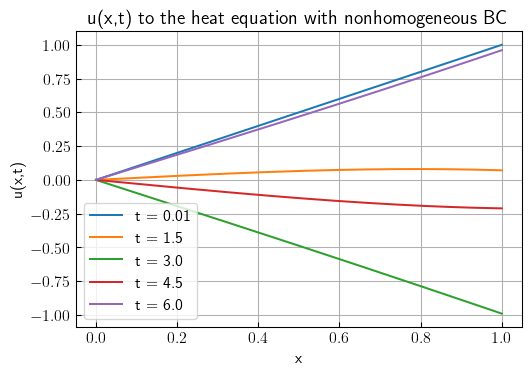 u(x,t) to the heat equation with nonhomogeneous BC
1.00
0.75
0.50
0.25
0.00
−0.25
−0.50
−0.75
−1.00
u(x,t)
t = 0.01
t = 1.5
t = 3.0
t = 4.5
t = 6.0
0.0 0.2 0.4 0.6 0.8 1.0
x